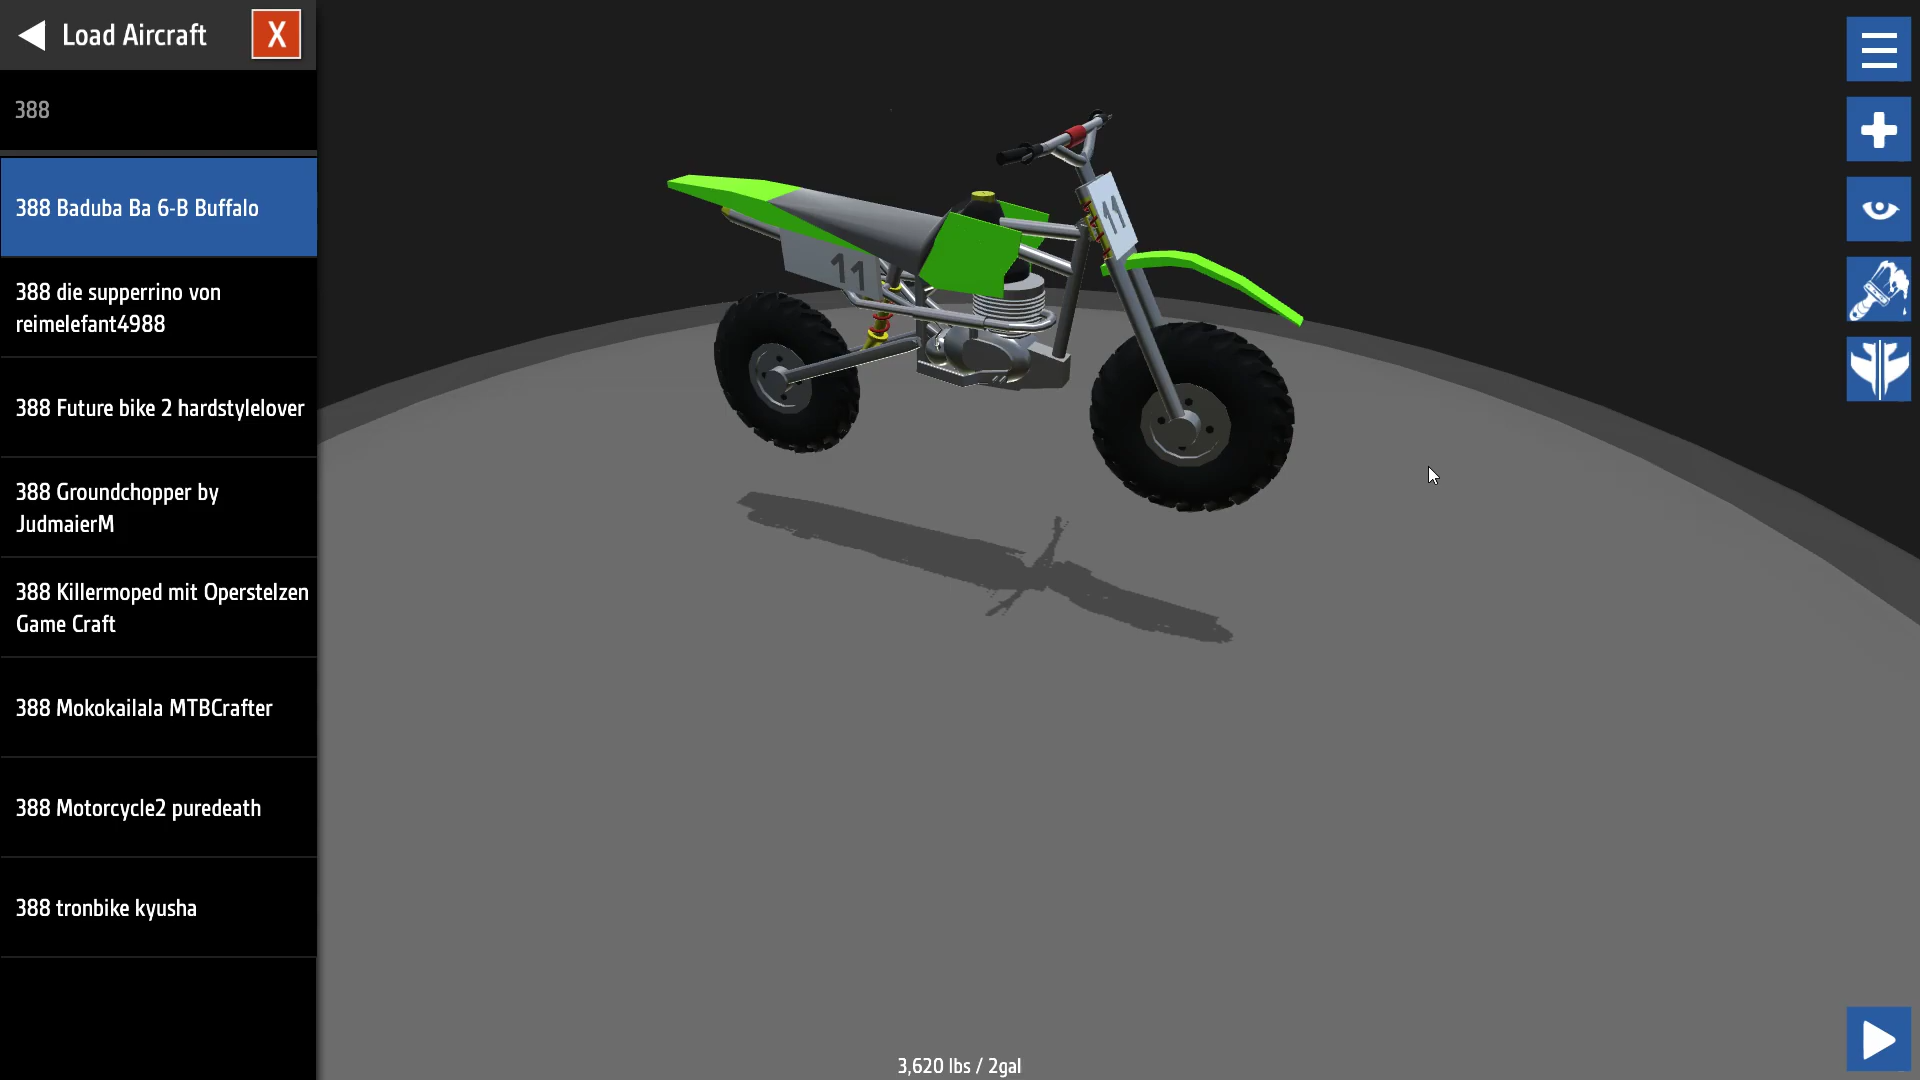 Load Aircraft
X
388
388 Baduba Ba 6-B Buffalo
388 die supperrino von
reimelefant4988
388 Future bike 2 hardstylelover
388 Groundchopper by
JudmaierM
388 Killermoped mit Operstelzen
Game Craft
388 Mokokailala MTBCrafter
388 Motorcycle2 puredeath
388 tronbike kyusha
11
11
3,620 lbs / 2gal